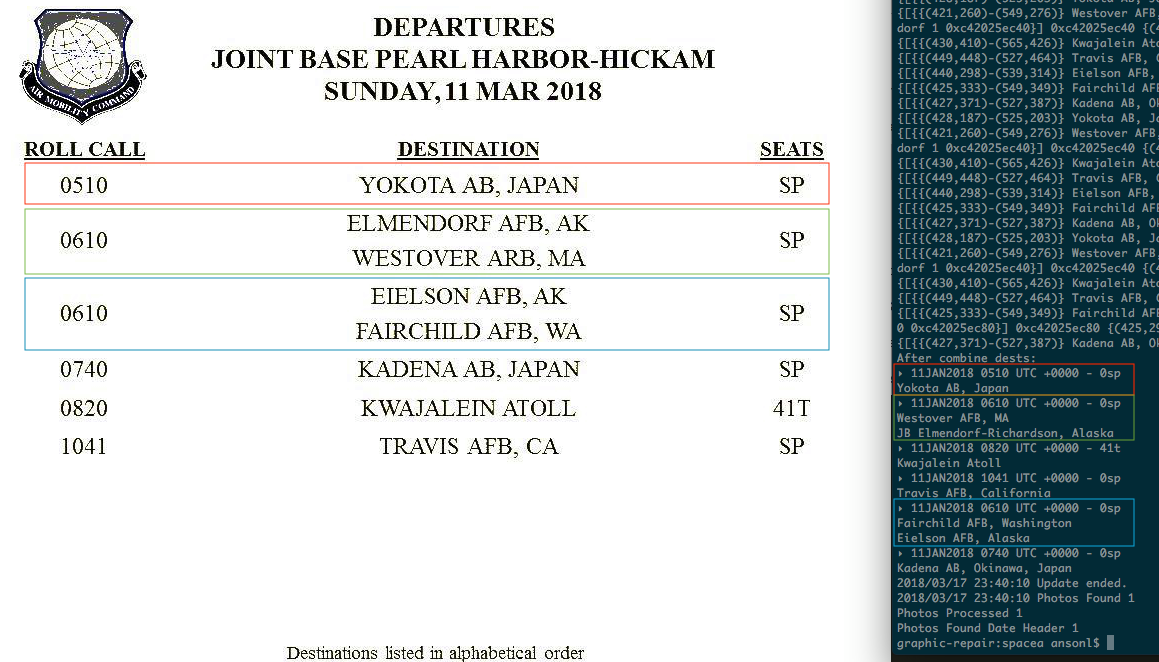 DEPARTURES
JOINT BASE PEARL HARBOR-HICKAM
SUNDAY, 11 MAR 2018
AIR MOBILITY COMMAND
ROLL CALL DESTINATION SEATS
0510 YOKOTA AB, JAPAN SP
0610 ELMENDORF AFB, AK SP
WESTOVER ARB, MA
0610 EIELSON AFB, AK SP
FAIRCHILD AFB, WA
0740 KADENA AB, JAPAN SP
0820 KWAJALEIN ATOLL 41T
1041 TRAVIS AFB, CA SP
Destinations listed in alphabetical order
{[{{(421,260)-(549,276)} Westover AFB,
dorf 1 0xc42025ec40}] 0xc42025ec40 {(4
{[{{(430,410)-(565,426)} Kwajalein Ato
{[{{(449,448)-(527,464)} Travis AFB, C
{[{{(440,298)-(539,314)} Eielson AFB,
{[{{(425,333)-(549,349)} Fairchild AFB
{[{{(427,371)-(527,387)} Kadena AB, Ok
{[{{(428,187)-(525,203)} Yokota AB, Ja
{[{{(421,260)-(549,276)} Westover AFB,
dorf 1 0xc42025ec40}] 0xc42025ec40 {(4
{[{{(430,410)-(565,426)} Kwajalein Ato
{[{{(449,448)-(527,464)} Travis AFB, C
{[{{(440,298)-(539,314)} Eielson AFB,
{[{{(425,333)-(549,349)} Fairchild AFB
{[{{(427,371)-(527,387)} Kadena AB, Ok
{[{{(428,187)-(525,203)} Yokota AB, Ja
{[{{(421,260)-(549,276)} Westover AFB,
dorf 1 0xc42025ec40}] 0xc42025ec40 {(4
{[{{(430,410)-(565,426)} Kwajalein Ato
{[{{(449,448)-(527,464)} Travis AFB, C
{[{{(425,333)-(549,349)} Fairchild AFB
0 0xc42025ec80}] 0xc42025ec80 {(425,29
{[{{(427,371)-(527,387)} Kadena AB, Ok
After combine dests:
‣ 11JAN2018 0510 UTC +0000 - 0sp
Yokota AB, Japan
‣ 11JAN2018 0610 UTC +0000 - 0sp
Westover AFB, MA
JB Elmendorf-Richardson, Alaska
‣ 11JAN2018 0820 UTC +0000 - 41t
Kwajalein Atoll
‣ 11JAN2018 1041 UTC +0000 - 0sp
Travis AFB, California
‣ 11JAN2018 0610 UTC +0000 - 0sp
Fairchild AFB, Washington
Eielson AFB, Alaska
‣ 11JAN2018 0740 UTC +0000 - 0sp
Kadena AB, Okinawa, Japan
2018/03/17 23:40:10 Update ended.
2018/03/17 23:40:10 Photos Found 1
Photos Processed 1
Photos Found Date Header 1
graphic-repair:spacea ansonl$